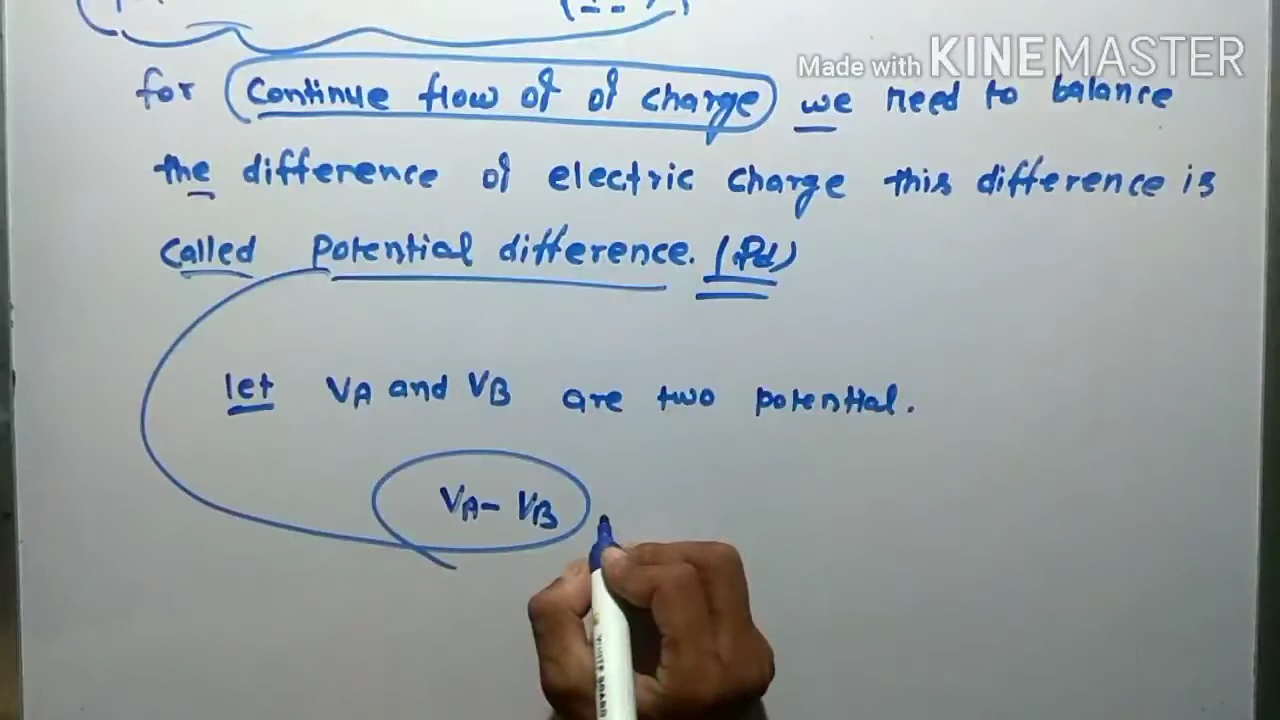 Made with KINEMASTER
for continue flow of of charge we need to balance
the difference of electric charge this difference is
called potential difference. (Pd)
let VA and VB are two potential.
VA - VB